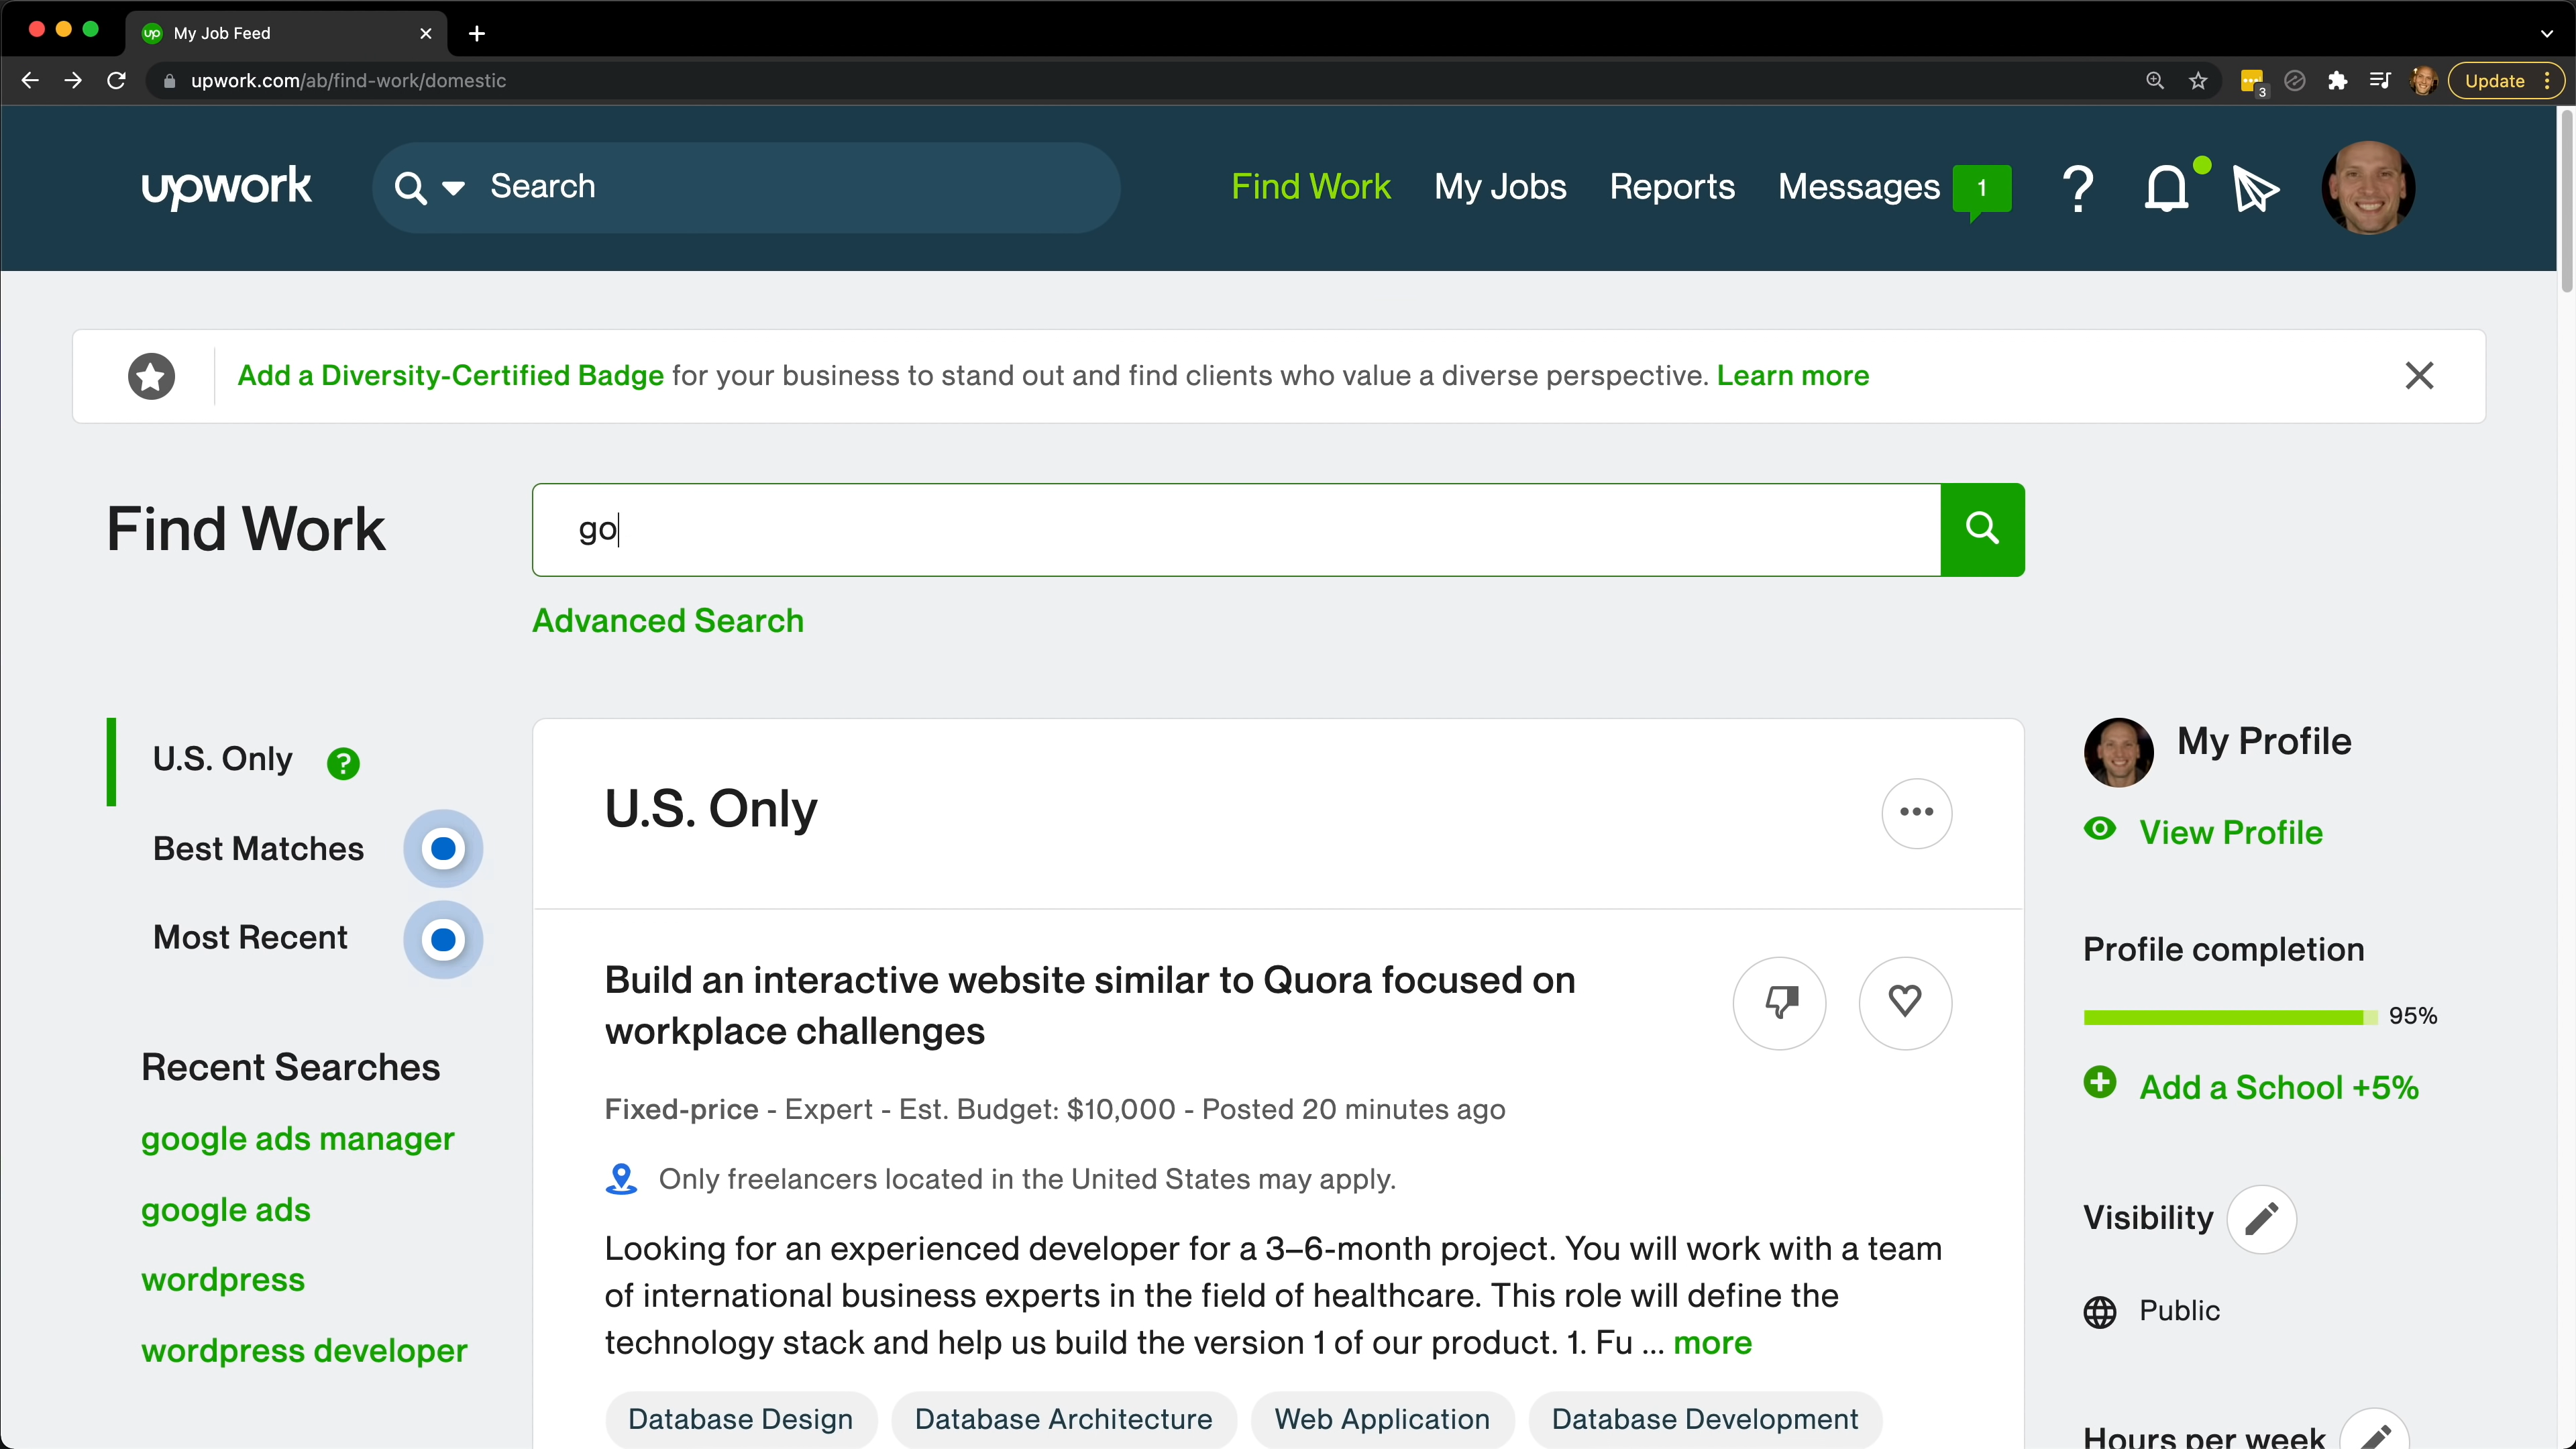 up My Job Feed
upwork.com/ab/find-work/domestic
3
Update
upwork
Search
Find Work
My Jobs
Reports
Messages 1
?
Add a Diversity-Certified Badge for your business to stand out and find clients who value a diverse perspective. Learn more
Find Work
go
Advanced Search
U.S. Only ?
Best Matches
Most Recent
Recent Searches
google ads manager
google ads
wordpress
wordpress developer
U.S. Only
Build an interactive website similar to Quora focused on
workplace challenges
Fixed-price - Expert - Est. Budget: $10,000 - Posted 20 minutes ago
Only freelancers located in the United States may apply.
Looking for an experienced developer for a 3–6-month project. You will work with a team
of international business experts in the field of healthcare. This role will define the
technology stack and help us build the version 1 of our product. 1. Fu ... more
Database Design
Database Architecture
Web Application
Database Development
My Profile
View Profile
Profile completion
95%
Add a School +5%
Visibility
Public
Hours per week